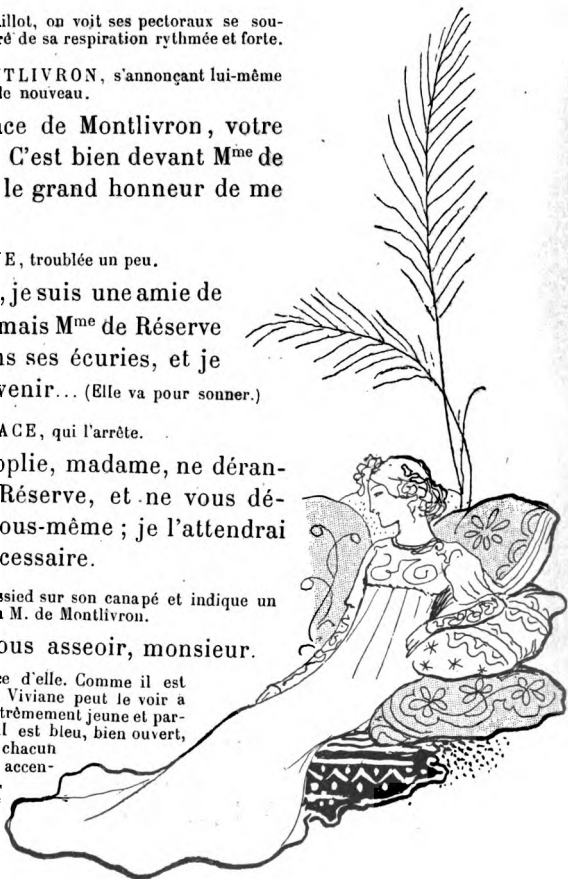 illot, on voit ses pectoraux se sou-
ré de sa respiration rythmée et forte.
TLIVRON, s'annonçant lui-même
le nouveau.
ace de Montlivron, votre
C'est bien devant Mme de
le grand honneur de me
E, troublée un peu.
, je suis une amie de
mais Mme de Réserve
ns ses écuries, et je
venir... (Elle va pour sonner.)
ACE, qui l'arrête.
pplie, madame, ne déran-
Réserve, et ne vous dé-
ous-même ; je l'attendrai
cessaire.
ssied sur son canapé et indique un
à M. de Montlivron.
ous asseoir, monsieur.
ce d'elle. Comme il est
Viviane peut le voir à
trêmement jeune et par-
il est bleu, bien ouvert,
chacun
accen-